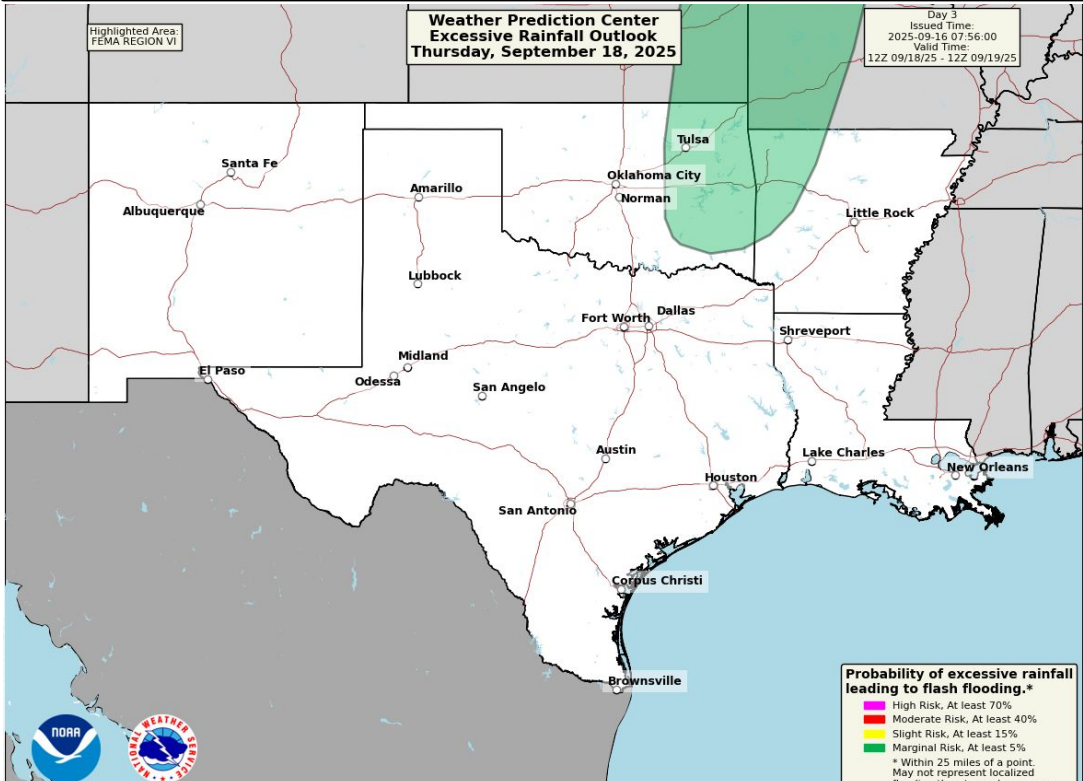 Highlighted Area:
FEMA REGION VI
Weather Prediction Center
Excessive Rainfall Outlook
Thursday, September 18, 2025
Day 3
Issued Time:
2025-09-16 07:56:00
Valid Time:
12Z 09/18/25 - 12Z 09/19/25
Tulsa
Santa Fe
Oklahoma City
Amarillo
Norman
Albuquerque
Little Rock
Lubbock
Fort Worth
Dallas
Shreveport
Midland
El Paso
Odessa
San Angelo
Austin
Lake Charles
New Orleans
Houston
San Antonio
Corpus Christi
Brownsville
Probability of excessive rainfall
leading to flash flooding.*
High Risk, At least 70%
Moderate Risk, At least 40%
Slight Risk, At least 15%
Marginal Risk, At least 5%
* Within 25 miles of a point.
May not represent localized
NOAA
NATIONAL WEATHER SERVICE